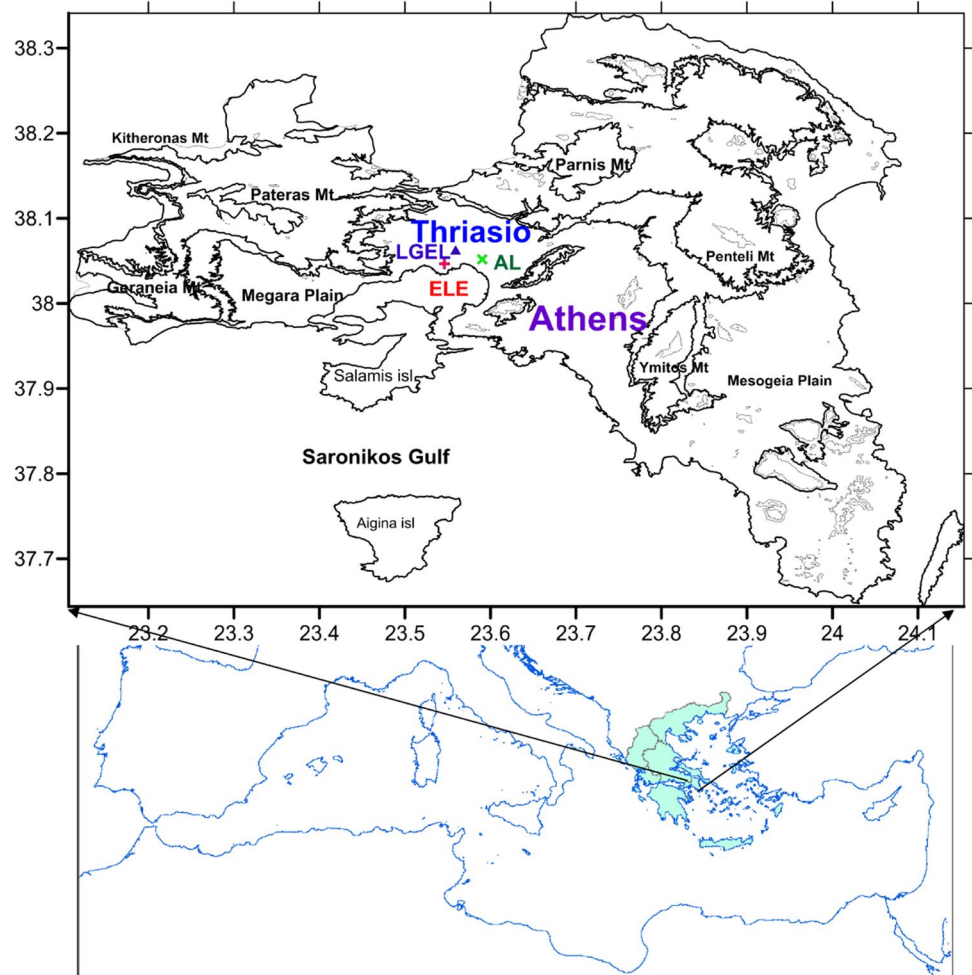 38.3
38.2
38.1
38
37.9
37.8
37.7
Kitheronas Mt
Parnis Mt
Pateras Mt
Thriasio
LGEL
AL
Penteli Mt
Geraneia Mt
Megara Plain
ELE
Athens
Ymitos Mt
Salamis isl
Mesogeia Plain
Saronikos Gulf
Aigina isl
23.2 23.3 23.4 23.5 23.6 23.7 23.8 23.9 24 24.1